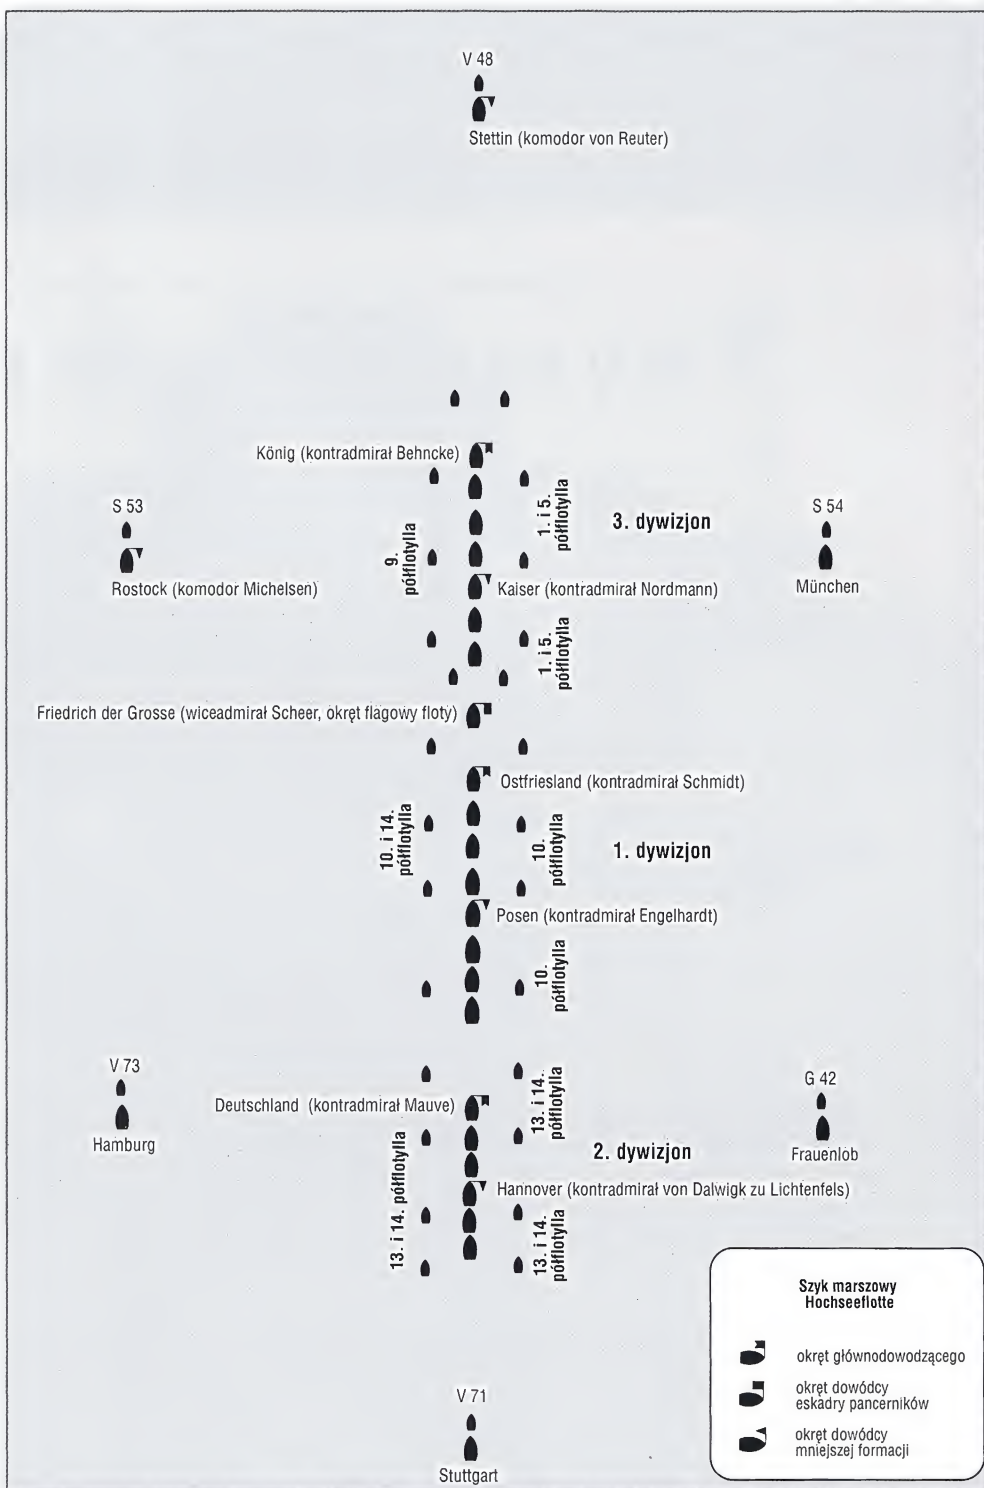 V 48
Stettin (komodor von Reuter)
König (kontradmirał Behncke)
S 53
Rostock (komodor Michelsen)
9.
półflotylla
1. i 5.
półflotylla
3. dywizjon
S 54
München
Kaiser (kontradmirał Nordmann)
1. i 5.
półflotylla
Friedrich der Grosse (wiceadmirał Scheer, okręt flagowy floty)
Ostfriesland (kontradmirał Schmidt)
10. i 14.
półflotylla
10.
półflotylla
1. dywizjon
Posen (kontradmirał Engelhardt)
10.
półflotylla
V 73
Hamburg
Deutschland (kontradmirał Mauve)
13. i 14.
półflotylla
G 42
Frauenlob
2. dywizjon
Hannover (kontradmirał von Dalwigk zu Lichtenfels)
13. i 14. półflotylla
13. i 14.
półflotylla
V 71
Stuttgart
Szyk marszowy
Hochseeflotte
okręt głównodowodzącego
okręt dowódcy
eskadry pancerników
okręt dowódcy
mniejszej formacji